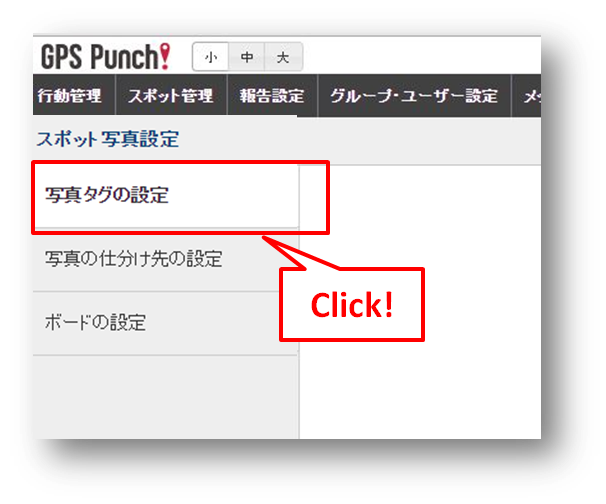 GPS Punch! 小 中 大
行動管理 スポット管理 報告設定 グループ・ユーザー設定
スポット写真設定
写真タグの設定
写真の仕分け先の設定
Click!
ボードの設定